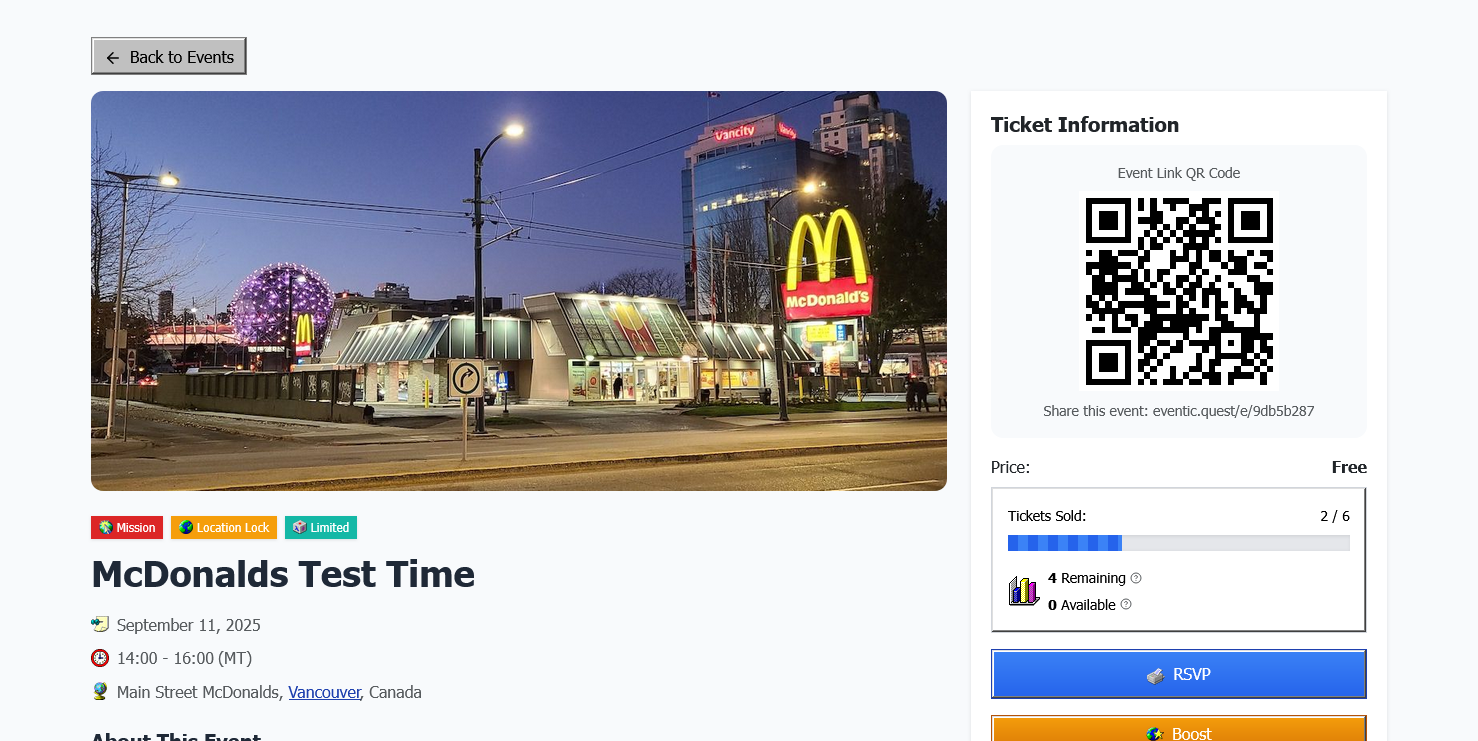 Back to Events
Vancity
McDonald's
Mission
Location Lock
Limited
McDonalds Test Time
September 11, 2025
14:00 - 16:00 (MT)
Main Street McDonalds, Vancouver, Canada
About This Event
Ticket Information
Event Link QR Code
Share this event: eventic.quest/e/9db5b287
Price: Free
Tickets Sold: 2 / 6
4 Remaining
0 Available
RSVP
Boost